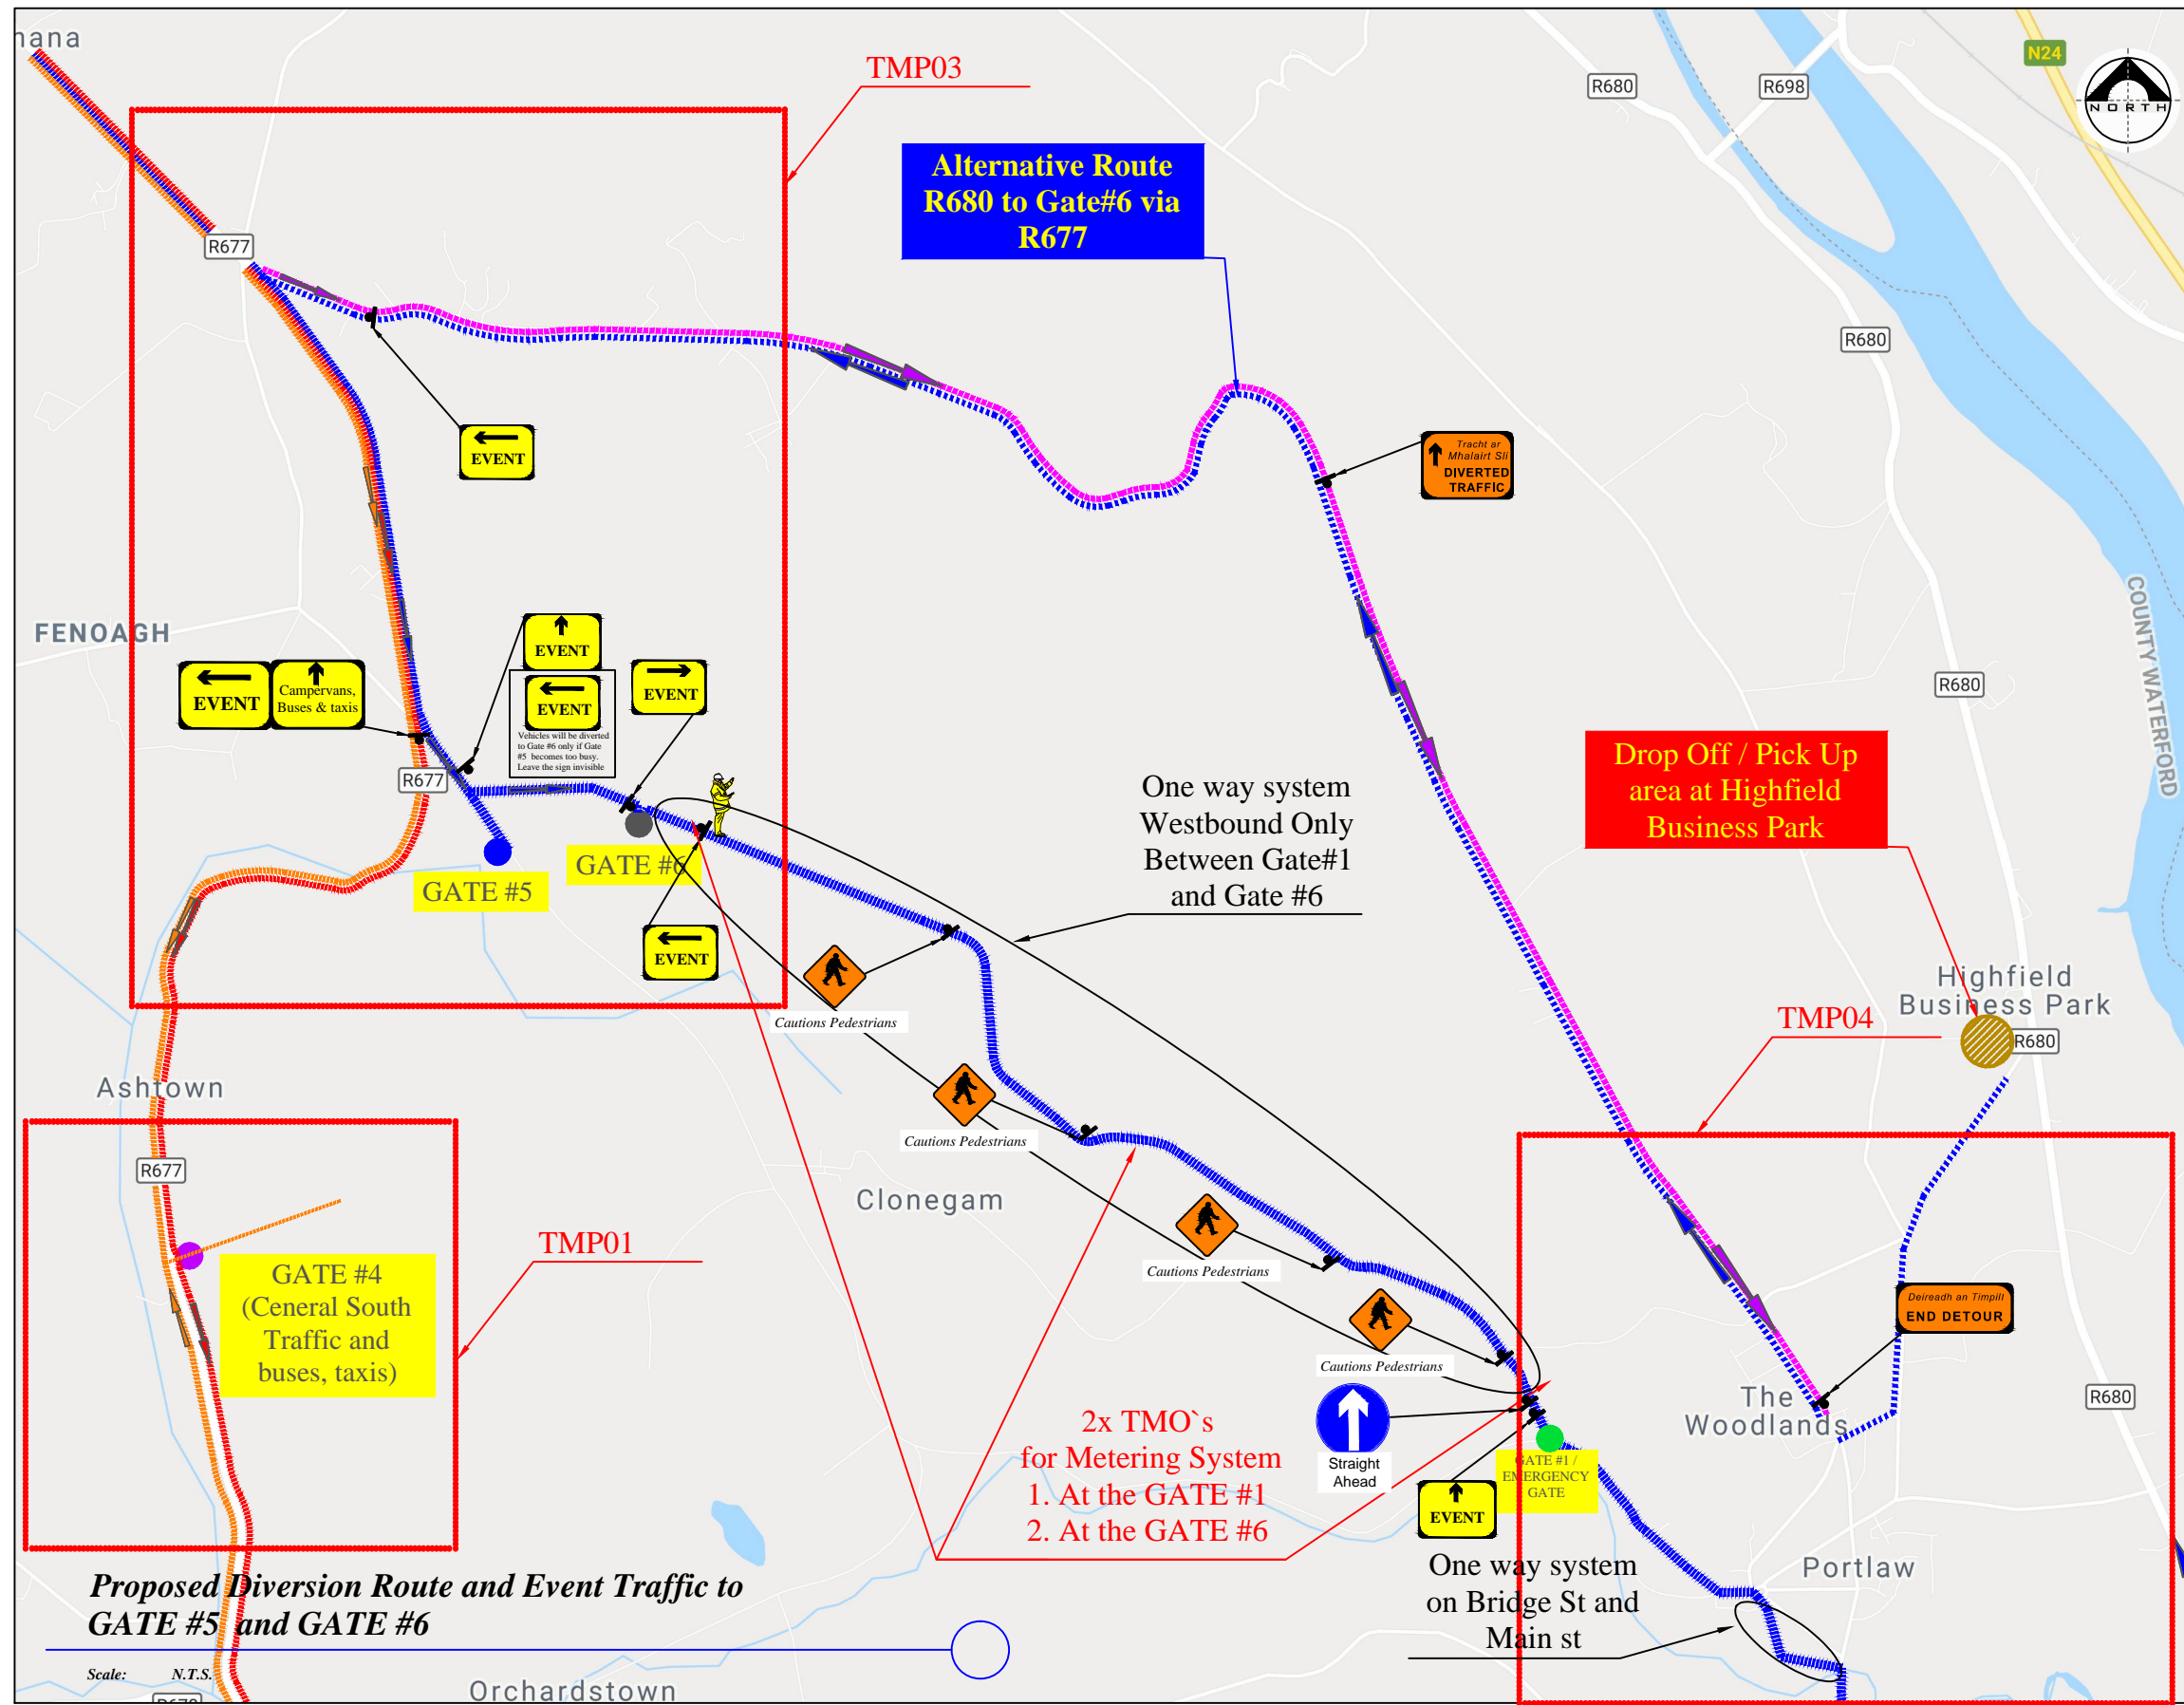 TMP03
R680
R698
N24
NORTH
Alternative Route
R680 to Gate#6 via
R677
R677
R680
EVENT
Tracht ar
Mhalairt Sli
DIVERTED
TRAFFIC
FENOAGH
COUNTY WATERFORD
EVENT
Campervans,
Buses & taxis
EVENT
EVENT
Vehicles will be diverted
to Gate #6 only if Gate
#5 becomes too busy.
Leave the sign invisible
EVENT
R680
R677
One way system
Westbound Only
Between Gate#1
and Gate #6
Drop Off / Pick Up
area at Highfield
Business Park
GATE #5
GATE #6
EVENT
Highfield
Business Park
R680
TMP04
Cautions Pedestrians
Ashtown
Cautions Pedestrians
R677
Clonegam
TMP01
GATE #4
(Ceneral South
Traffic and
buses, taxis)
Cautions Pedestrians
Deireadh an Timpill
END DETOUR
Cautions Pedestrians
The
Woodlands
R680
2x TMO`s
for Metering System
1. At the GATE #1
2. At the GATE #6
Straight
Ahead
GATE #1 /
EMERGENCY
GATE
EVENT
One way system
on Bridge St and
Main st
Portlaw
Proposed Diversion Route and Event Traffic to
GATE #5 and GATE #6
Scale: N.T.S.
Orchardstown